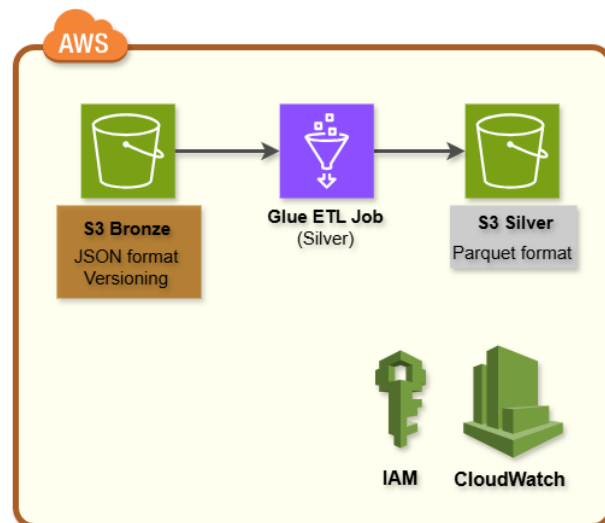 AWS
S3 Bronze
JSON format
Versioning
Glue ETL Job
(Silver)
S3 Silver
Parquet format
IAM
CloudWatch